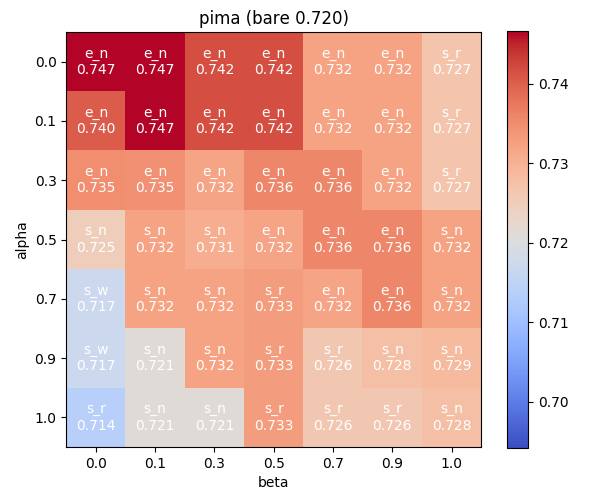 pima (bare 0.720)
e_n e_n e_n e_n e_n e_n s_r
0.0 0.747 0.747 0.742 0.742 0.732 0.732 0.727 0.74
e_n e_n e_n e_n e_n e_n s_r
0.1 0.740 0.747 0.742 0.742 0.732 0.732 0.727
e_n e_n e_n e_n e_n e_n s_r 0.73
0.3 0.735 0.735 0.732 0.736 0.736 0.732 0.727
s_n s_n s_n e_n e_n e_n s_n
alpha 0.5 0.725 0.732 0.731 0.732 0.736 0.736 0.732 0.72
s_w s_n s_n s_r e_n e_n s_n
0.7 0.717 0.732 0.732 0.733 0.732 0.736 0.732 0.71
s_w s_n s_n s_r s_r s_n s_n
0.9 0.717 0.721 0.732 0.733 0.726 0.728 0.729
s_r s_n s_n s_r s_r s_r s_n 0.70
1.0 0.714 0.721 0.721 0.733 0.726 0.726 0.728
0.0 0.1 0.3 0.5 0.7 0.9 1.0
beta